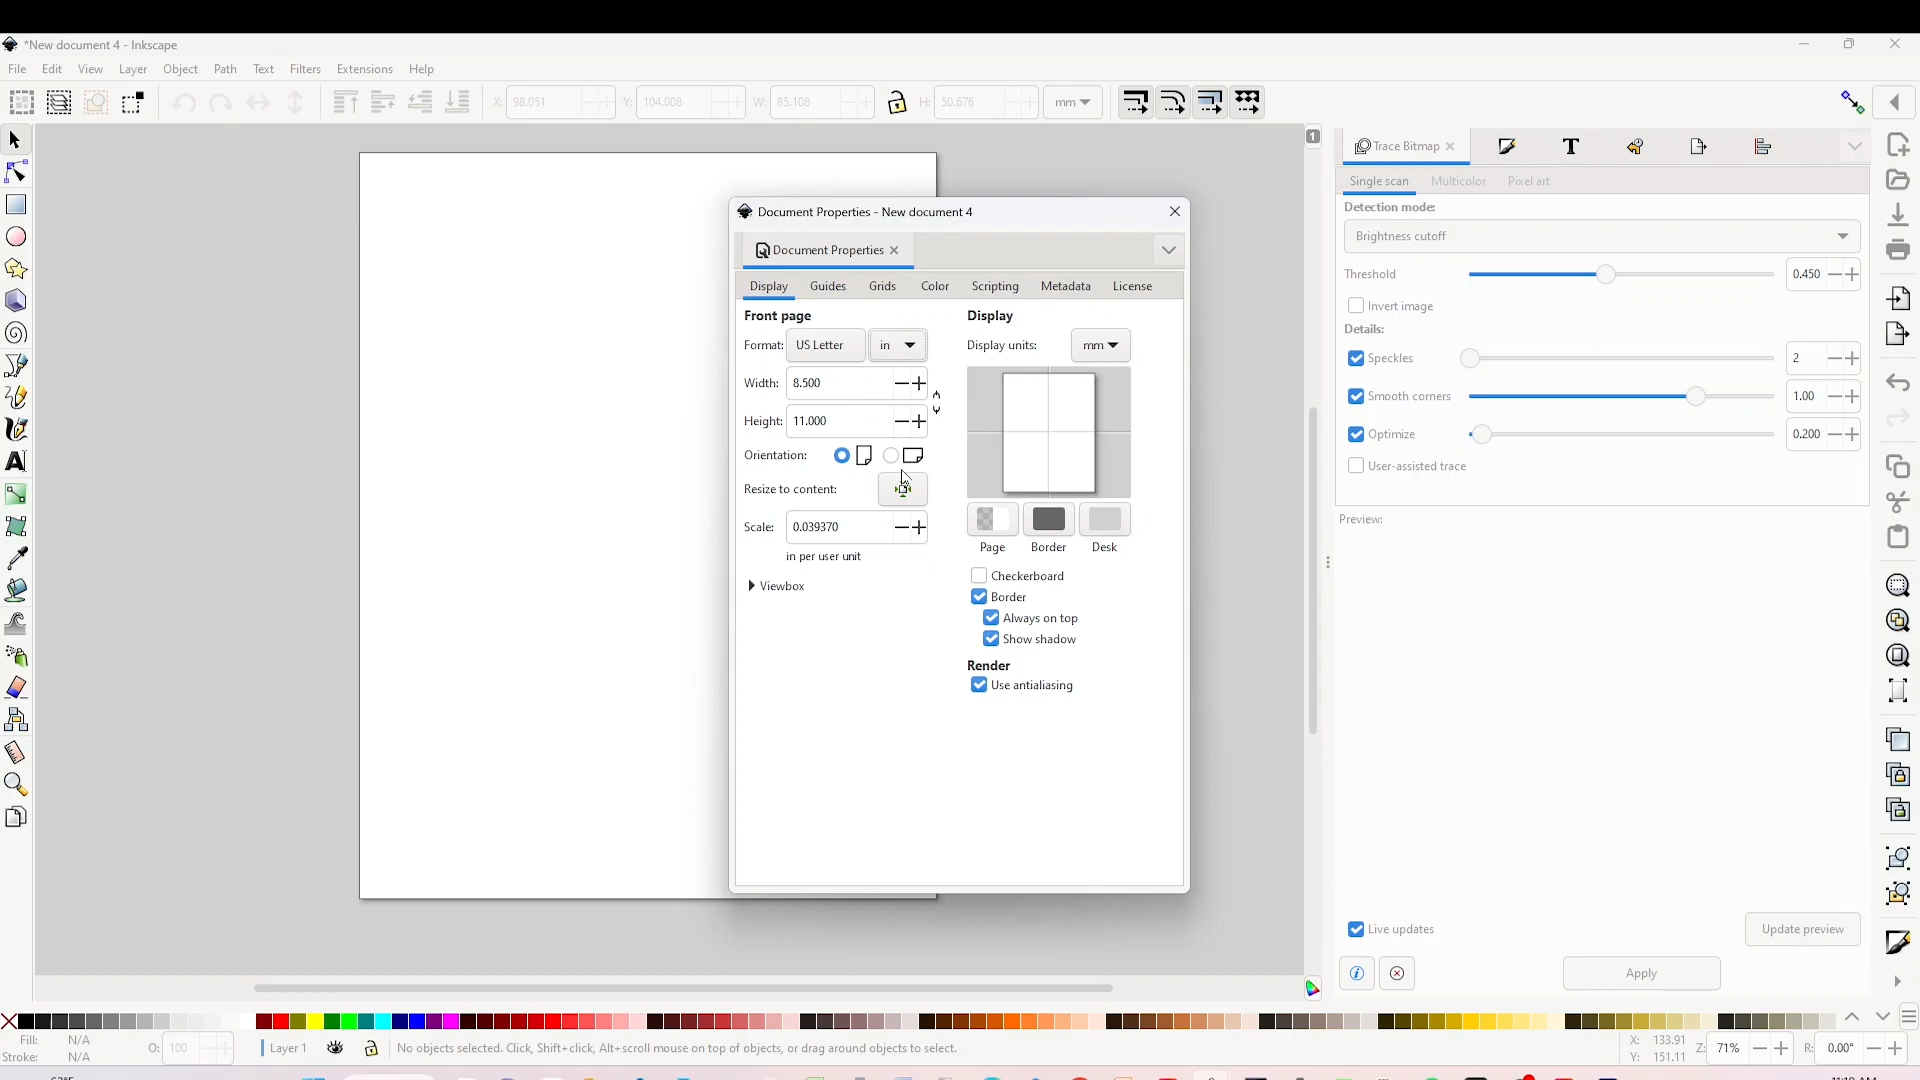 *New document 4 - Inkscape
File Edit View Layer Object Path Text Filters Extensions Help
X: 98.051 Y: 104.008 W: 85.108 H: 50.676 mm
1
Trace Bitmap
Single scan Multicolor Pixel art
Detection mode:
Brightness cutoff
Threshold 0.450
Invert image
Details:
Speckles 2
Smooth corners 1.00
Optimize 0.200
User-assisted trace
Preview:
Live updates Update preview
Apply
Document Properties - New document 4
Document Properties
Display Guides Grids Color Scripting Metadata License
Front page
Format: US Letter in
Width: 8.500
Height: 11.000
Orientation:
Resize to content:
Scale: 0.039370
in per user unit
Viewbox
Display
Display units: mm
Page Border Desk
Checkerboard
Border
Always on top
Show shadow
Render
Use antialiasing
Fill: N/A
Stroke: N/A
O: 100
Layer 1
No objects selected. Click, Shift+click, Alt+scroll mouse on top of objects, or drag around objects to select.
X: 133.91
Y: 151.11
Z: 71%
R: 0.00°